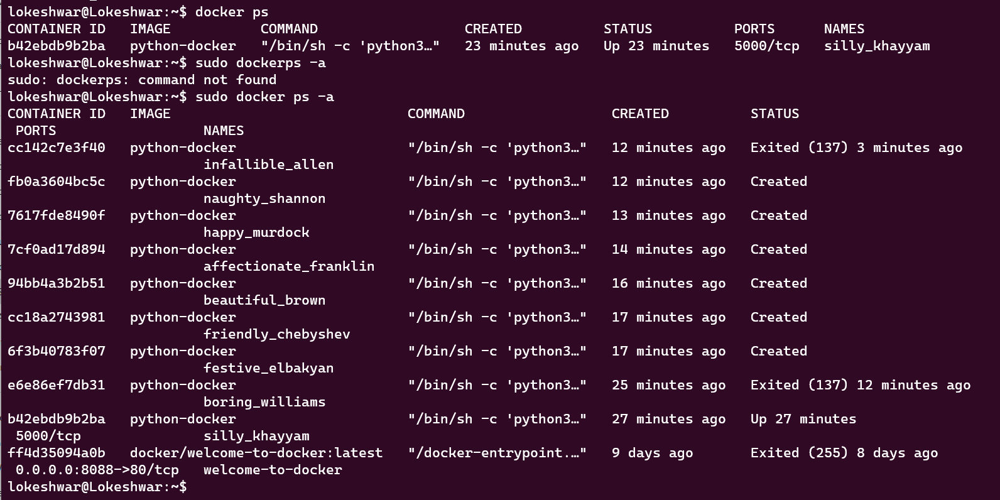 lokeshwar@Lokeshwar:~$ docker ps
CONTAINER ID   IMAGE           COMMAND                  CREATED          STATUS          PORTS      NAMES
b42ebdb9b2ba   python-docker   "/bin/sh -c 'python3…"   23 minutes ago   Up 23 minutes   5000/tcp   silly_khayyam
lokeshwar@Lokeshwar:~$ sudo dockerps -a
sudo: dockerps: command not found
lokeshwar@Lokeshwar:~$ sudo docker ps -a
CONTAINER ID   IMAGE                             COMMAND                  CREATED          STATUS
 PORTS                  NAMES
cc142c7e3f40   python-docker                     "/bin/sh -c 'python3…"   12 minutes ago   Exited (137) 3 minutes ago
                        infallible_allen
fb0a3604bc5c   python-docker                     "/bin/sh -c 'python3…"   12 minutes ago   Created
                        naughty_shannon
7617fde8490f   python-docker                     "/bin/sh -c 'python3…"   13 minutes ago   Created
                        happy_murdock
7cf0ad17d894   python-docker                     "/bin/sh -c 'python3…"   14 minutes ago   Created
                        affectionate_franklin
94bb4a3b2b51   python-docker                     "/bin/sh -c 'python3…"   16 minutes ago   Created
                        beautiful_brown
cc18a2743981   python-docker                     "/bin/sh -c 'python3…"   17 minutes ago   Created
                        friendly_chebyshev
6f3b40783f07   python-docker                     "/bin/sh -c 'python3…"   17 minutes ago   Created
                        festive_elbakyan
e6e86ef7db31   python-docker                     "/bin/sh -c 'python3…"   25 minutes ago   Exited (137) 12 minutes ago
                        boring_williams
b42ebdb9b2ba   python-docker                     "/bin/sh -c 'python3…"   27 minutes ago   Up 27 minutes
 5000/tcp               silly_khayyam
ff4d35094a0b   docker/welcome-to-docker:latest   "/docker-entrypoint.…"   9 days ago       Exited (255) 8 days ago
 0.0.0.0:8088->80/tcp   welcome-to-docker
lokeshwar@Lokeshwar:~$